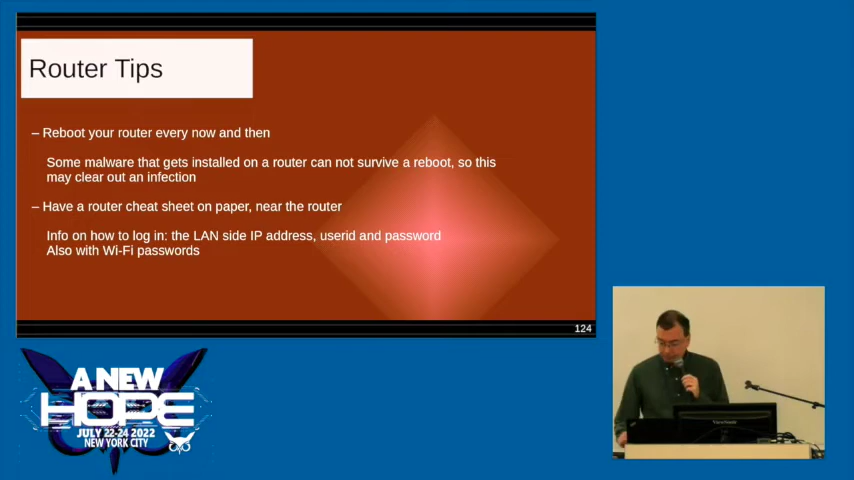 Router Tips
– Reboot your router every now and then
Some malware that gets installed on a router can not survive a reboot, so this
may clear out an infection
– Have a router cheat sheet on paper, near the router
Info on how to log in: the LAN side IP address, userid and password
Also with Wi-Fi passwords
124
A NEW
HOPE
JULY 22-24 2022
NEW YORK CITY
ViewSonic